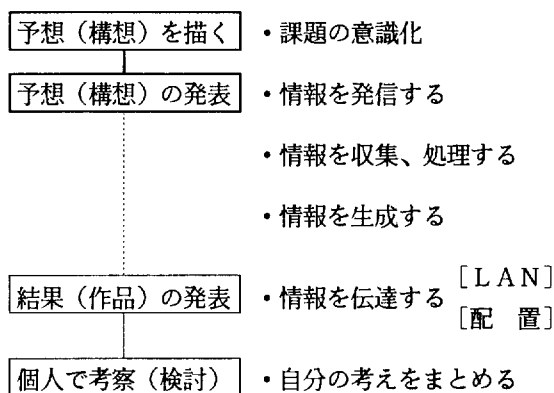 予想（構想）を描く ・課題の意識化
予想（構想）の発表 ・情報を発信する
・情報を収集、処理する
・情報を生成する
結果（作品）の発表 ・情報を伝達する ［LAN］
［配　置］
個人で考察（検討） ・自分の考えをまとめる